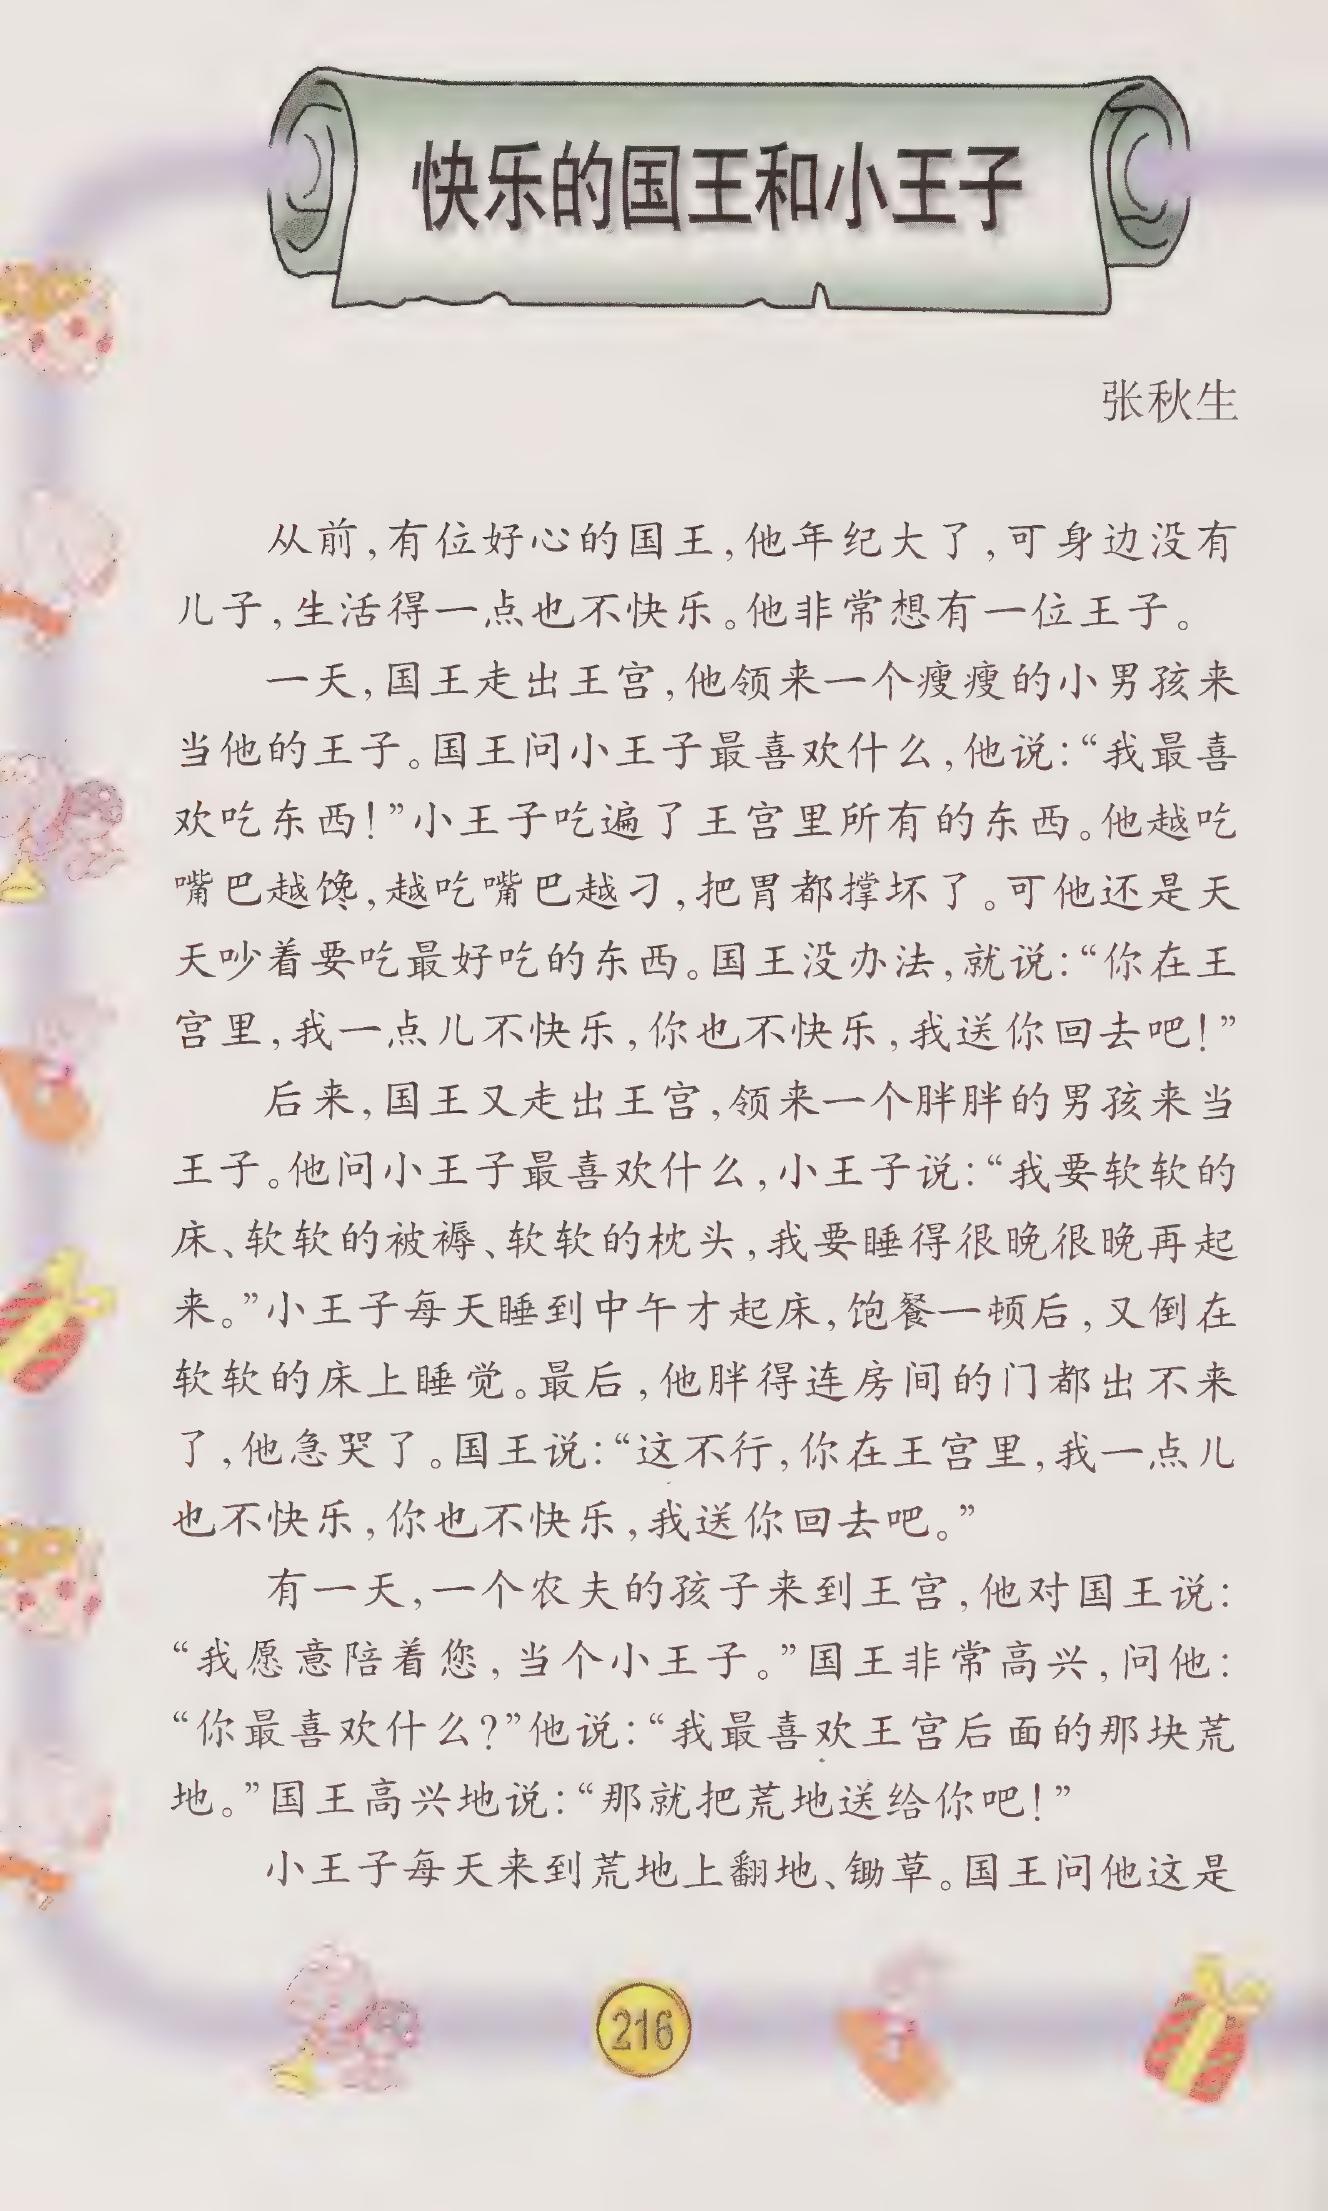 快乐的国王和小王子
张秋生
从前,有位好心的国王,他年纪大了,可身边没有
儿子,生活得一点也不快乐。他非常想有一位王子。
一天,国王走出王宫,他领来一个瘦瘦的小男孩来
当他的王子。国王问小王子最喜欢什么,他说:“我最喜
欢吃东西!”小王子吃遍了王宫里所有的东西。他越吃
嘴巴越馋,越吃嘴巴越刁,把胃都撑坏了。可他还是天
天吵着要吃最好吃的东西。国王没办法,就说:“你在王
宫里,我一点儿不快乐,你也不快乐,我送你回去吧!”
后来,国王又走出王宫,领来一个胖胖的男孩来当
王子。他问小王子最喜欢什么,小王子说:“我要软软的
床、软软的被褥、软软的枕头,我要睡得很晚很晚再起
来。”小王子每天睡到中午才起床,饱餐一顿后,又倒在
软软的床上睡觉。最后,他胖得连房间的门都出不来
了,他急哭了。国王说:“这不行,你在王宫里,我一点儿
也不快乐,你也不快乐,我送你回去吧。”
有一天,一个农夫的孩子来到王宫,他对国王说:
“我愿意陪着您,当个小王子。”国王非常高兴,问他:
“你最喜欢什么?”他说:“我最喜欢王宫后面的那块荒
地。”国王高兴地说:“那就把荒地送给你吧!”
小王子每天来到荒地上翻地、锄草。国王问他这是
216